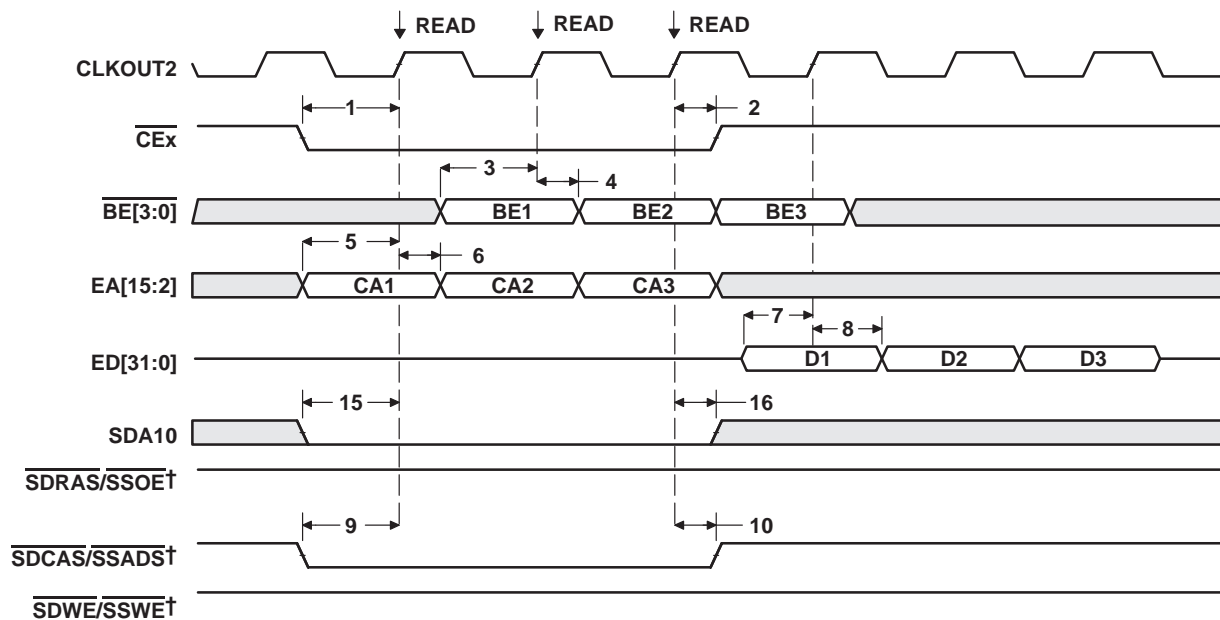 READ READ READ
CLKOUT2
1 2
CEx
3 4
BE[3:0] BE1 BE2 BE3
5 6
EA[15:2] CA1 CA2 CA3
7 8
ED[31:0] D1 D2 D3
15 16
SDA10
SDRAS/SSOE†
9 10
SDCAS/SSADS†
SDWE/SSWE†